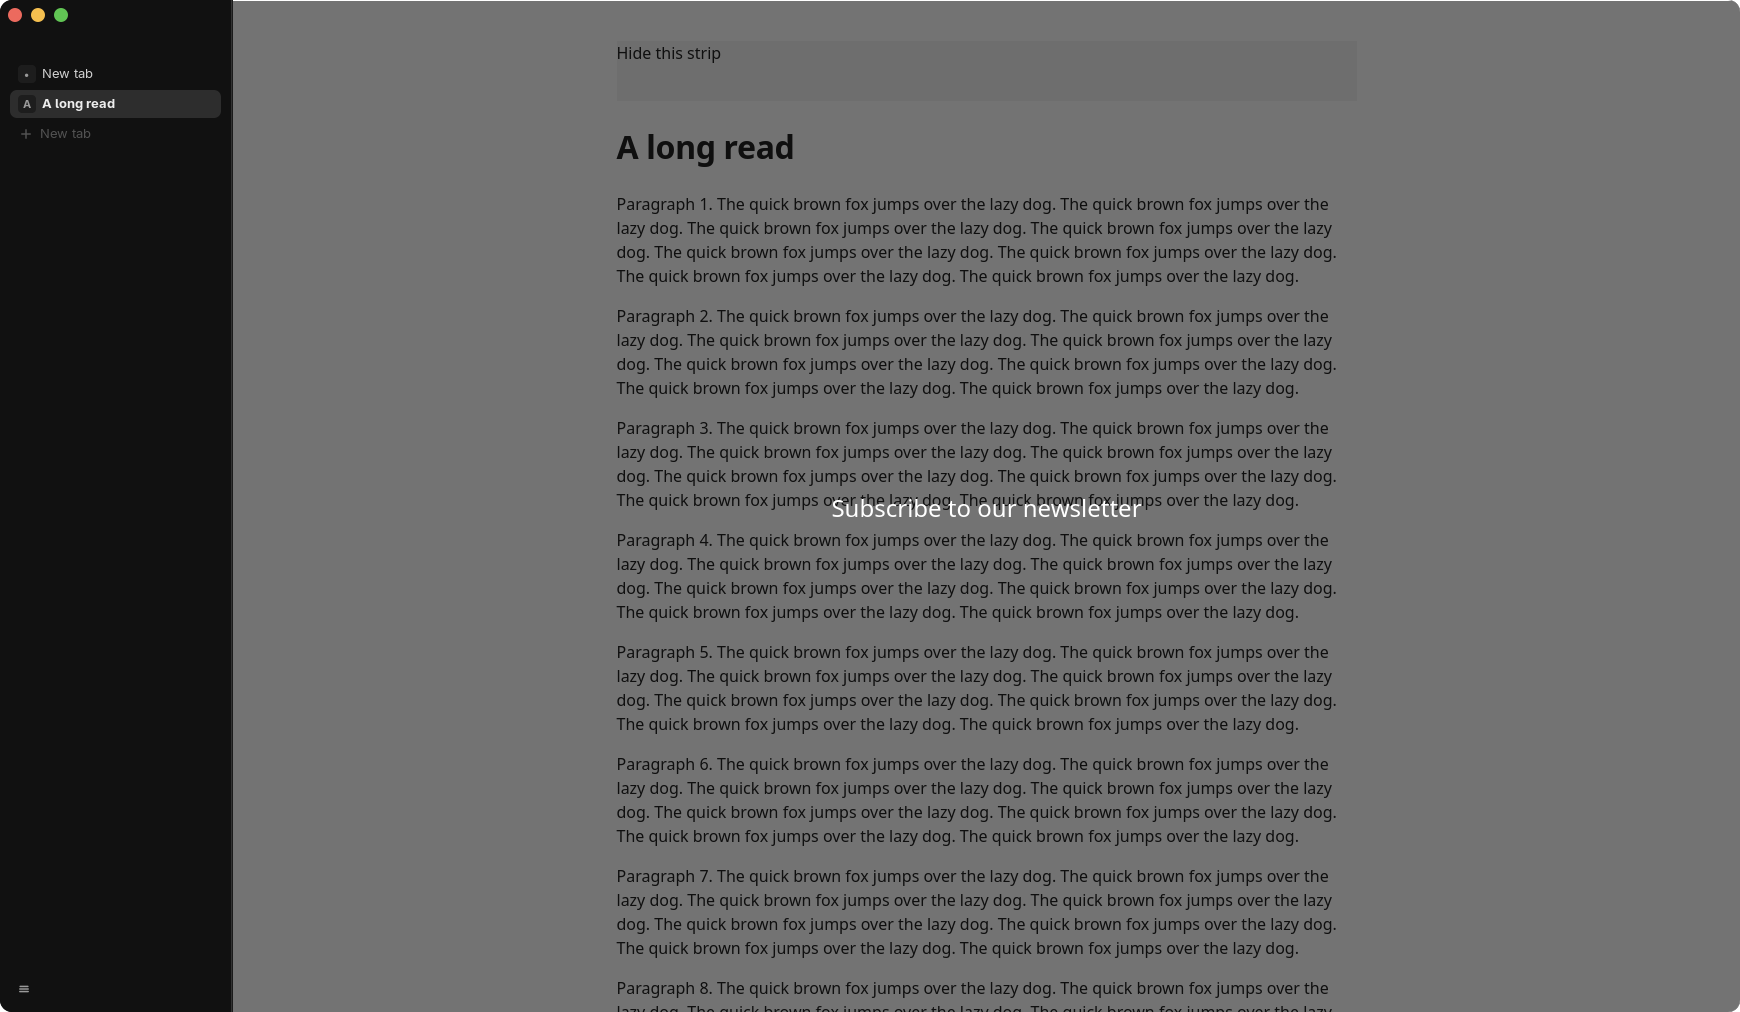 New tab
A A long read
New tab
Hide this strip
A long read
Paragraph 1. The quick brown fox jumps over the lazy dog. The quick brown fox jumps over the
lazy dog. The quick brown fox jumps over the lazy dog. The quick brown fox jumps over the lazy
dog. The quick brown fox jumps over the lazy dog. The quick brown fox jumps over the lazy dog.
The quick brown fox jumps over the lazy dog. The quick brown fox jumps over the lazy dog.
Paragraph 2. The quick brown fox jumps over the lazy dog. The quick brown fox jumps over the
lazy dog. The quick brown fox jumps over the lazy dog. The quick brown fox jumps over the lazy
dog. The quick brown fox jumps over the lazy dog. The quick brown fox jumps over the lazy dog.
The quick brown fox jumps over the lazy dog. The quick brown fox jumps over the lazy dog.
Paragraph 3. The quick brown fox jumps over the lazy dog. The quick brown fox jumps over the
lazy dog. The quick brown fox jumps over the lazy dog. The quick brown fox jumps over the lazy
dog. The quick brown fox jumps over the lazy dog. The quick brown fox jumps over the lazy dog.
The quick brown fox jumps over the lazy dog. The quick brown fox jumps over the lazy dog.
Subscribe to our newsletter
Paragraph 4. The quick brown fox jumps over the lazy dog. The quick brown fox jumps over the
lazy dog. The quick brown fox jumps over the lazy dog. The quick brown fox jumps over the lazy
dog. The quick brown fox jumps over the lazy dog. The quick brown fox jumps over the lazy dog.
The quick brown fox jumps over the lazy dog. The quick brown fox jumps over the lazy dog.
Paragraph 5. The quick brown fox jumps over the lazy dog. The quick brown fox jumps over the
lazy dog. The quick brown fox jumps over the lazy dog. The quick brown fox jumps over the lazy
dog. The quick brown fox jumps over the lazy dog. The quick brown fox jumps over the lazy dog.
The quick brown fox jumps over the lazy dog. The quick brown fox jumps over the lazy dog.
Paragraph 6. The quick brown fox jumps over the lazy dog. The quick brown fox jumps over the
lazy dog. The quick brown fox jumps over the lazy dog. The quick brown fox jumps over the lazy
dog. The quick brown fox jumps over the lazy dog. The quick brown fox jumps over the lazy dog.
The quick brown fox jumps over the lazy dog. The quick brown fox jumps over the lazy dog.
Paragraph 7. The quick brown fox jumps over the lazy dog. The quick brown fox jumps over the
lazy dog. The quick brown fox jumps over the lazy dog. The quick brown fox jumps over the lazy
dog. The quick brown fox jumps over the lazy dog. The quick brown fox jumps over the lazy dog.
The quick brown fox jumps over the lazy dog. The quick brown fox jumps over the lazy dog.
Paragraph 8. The quick brown fox jumps over the lazy dog. The quick brown fox jumps over the
lazy dog. The quick brown fox jumps over the lazy dog. The quick brown fox jumps over the lazy